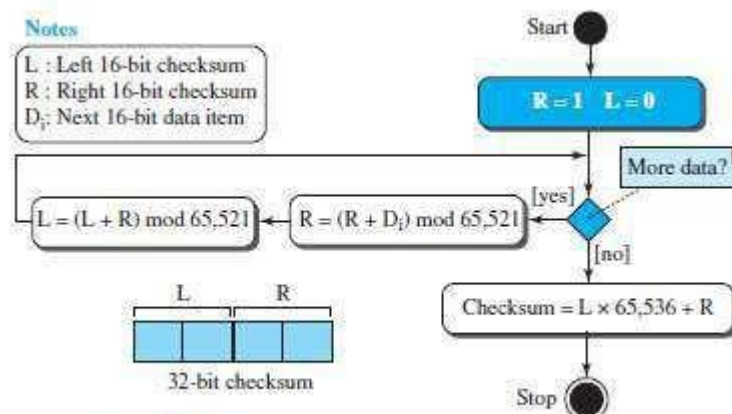 Notes
L : Left 16-bit checksum
R : Right 16-bit checksum
Di: Next 16-bit data item
Start
R = 1 L = 0
More data?
[yes]
L = (L + R) mod 65,521
R = (R + Di) mod 65,521
[no]
L R
Checksum = L × 65,536 + R
32-bit checksum
Stop